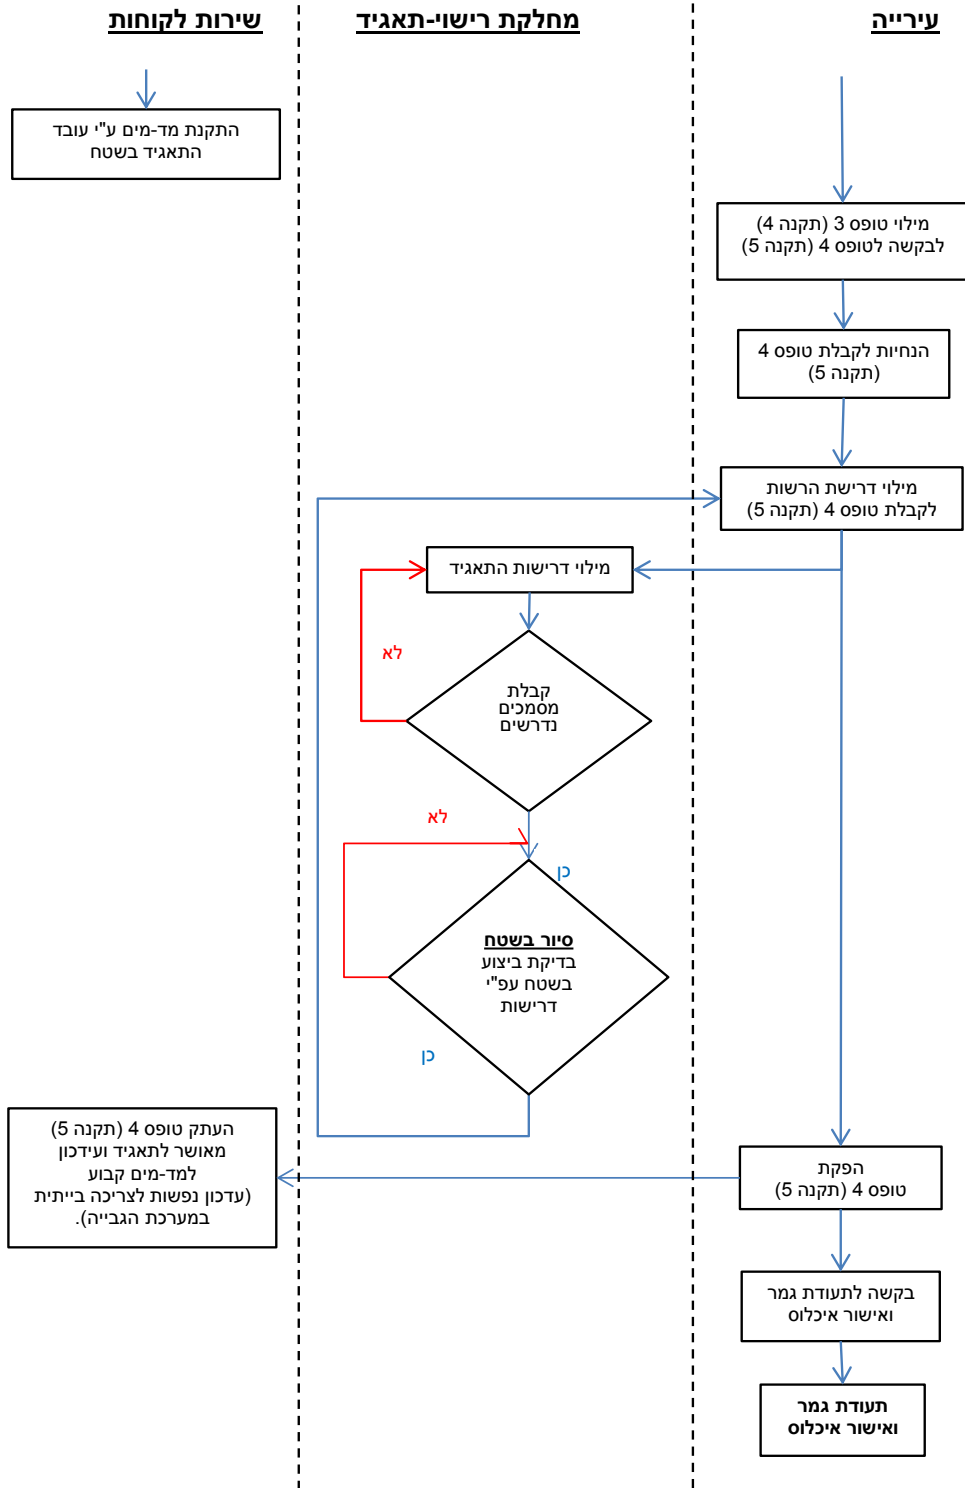 עירייה
מחלקת רישוי-תאגיד
שירות לקוחות
התקנת מד-מים ע"י עובד
התאגיד בשטח
מילוי טופס 3 (תקנה 4)
לבקשה לטופס 4 (תקנה 5)
הנחיות לקבלת טופס 4
(תקנה 5)
מילוי דרישת הרשות
לקבלת טופס 4 (תקנה 5)
מילוי דרישות התאגיד
לא
קבלת
מסמכים
נדרשים
לא
כן
סיור בשטח
בדיקת ביצוע
בשטח עפ"י
דרישות
כן
הפקת
טופס 4 (תקנה 5)
העתק טופס 4 (תקנה 5)
מאושר לתאגיד ועידכון
למד-מים קבוע
(עדכון נפשות לצריכה בייתית
במערכת הגבייה).
בקשה לתעודת גמר
ואישור איכלוס
תעודת גמר
ואישור איכלוס